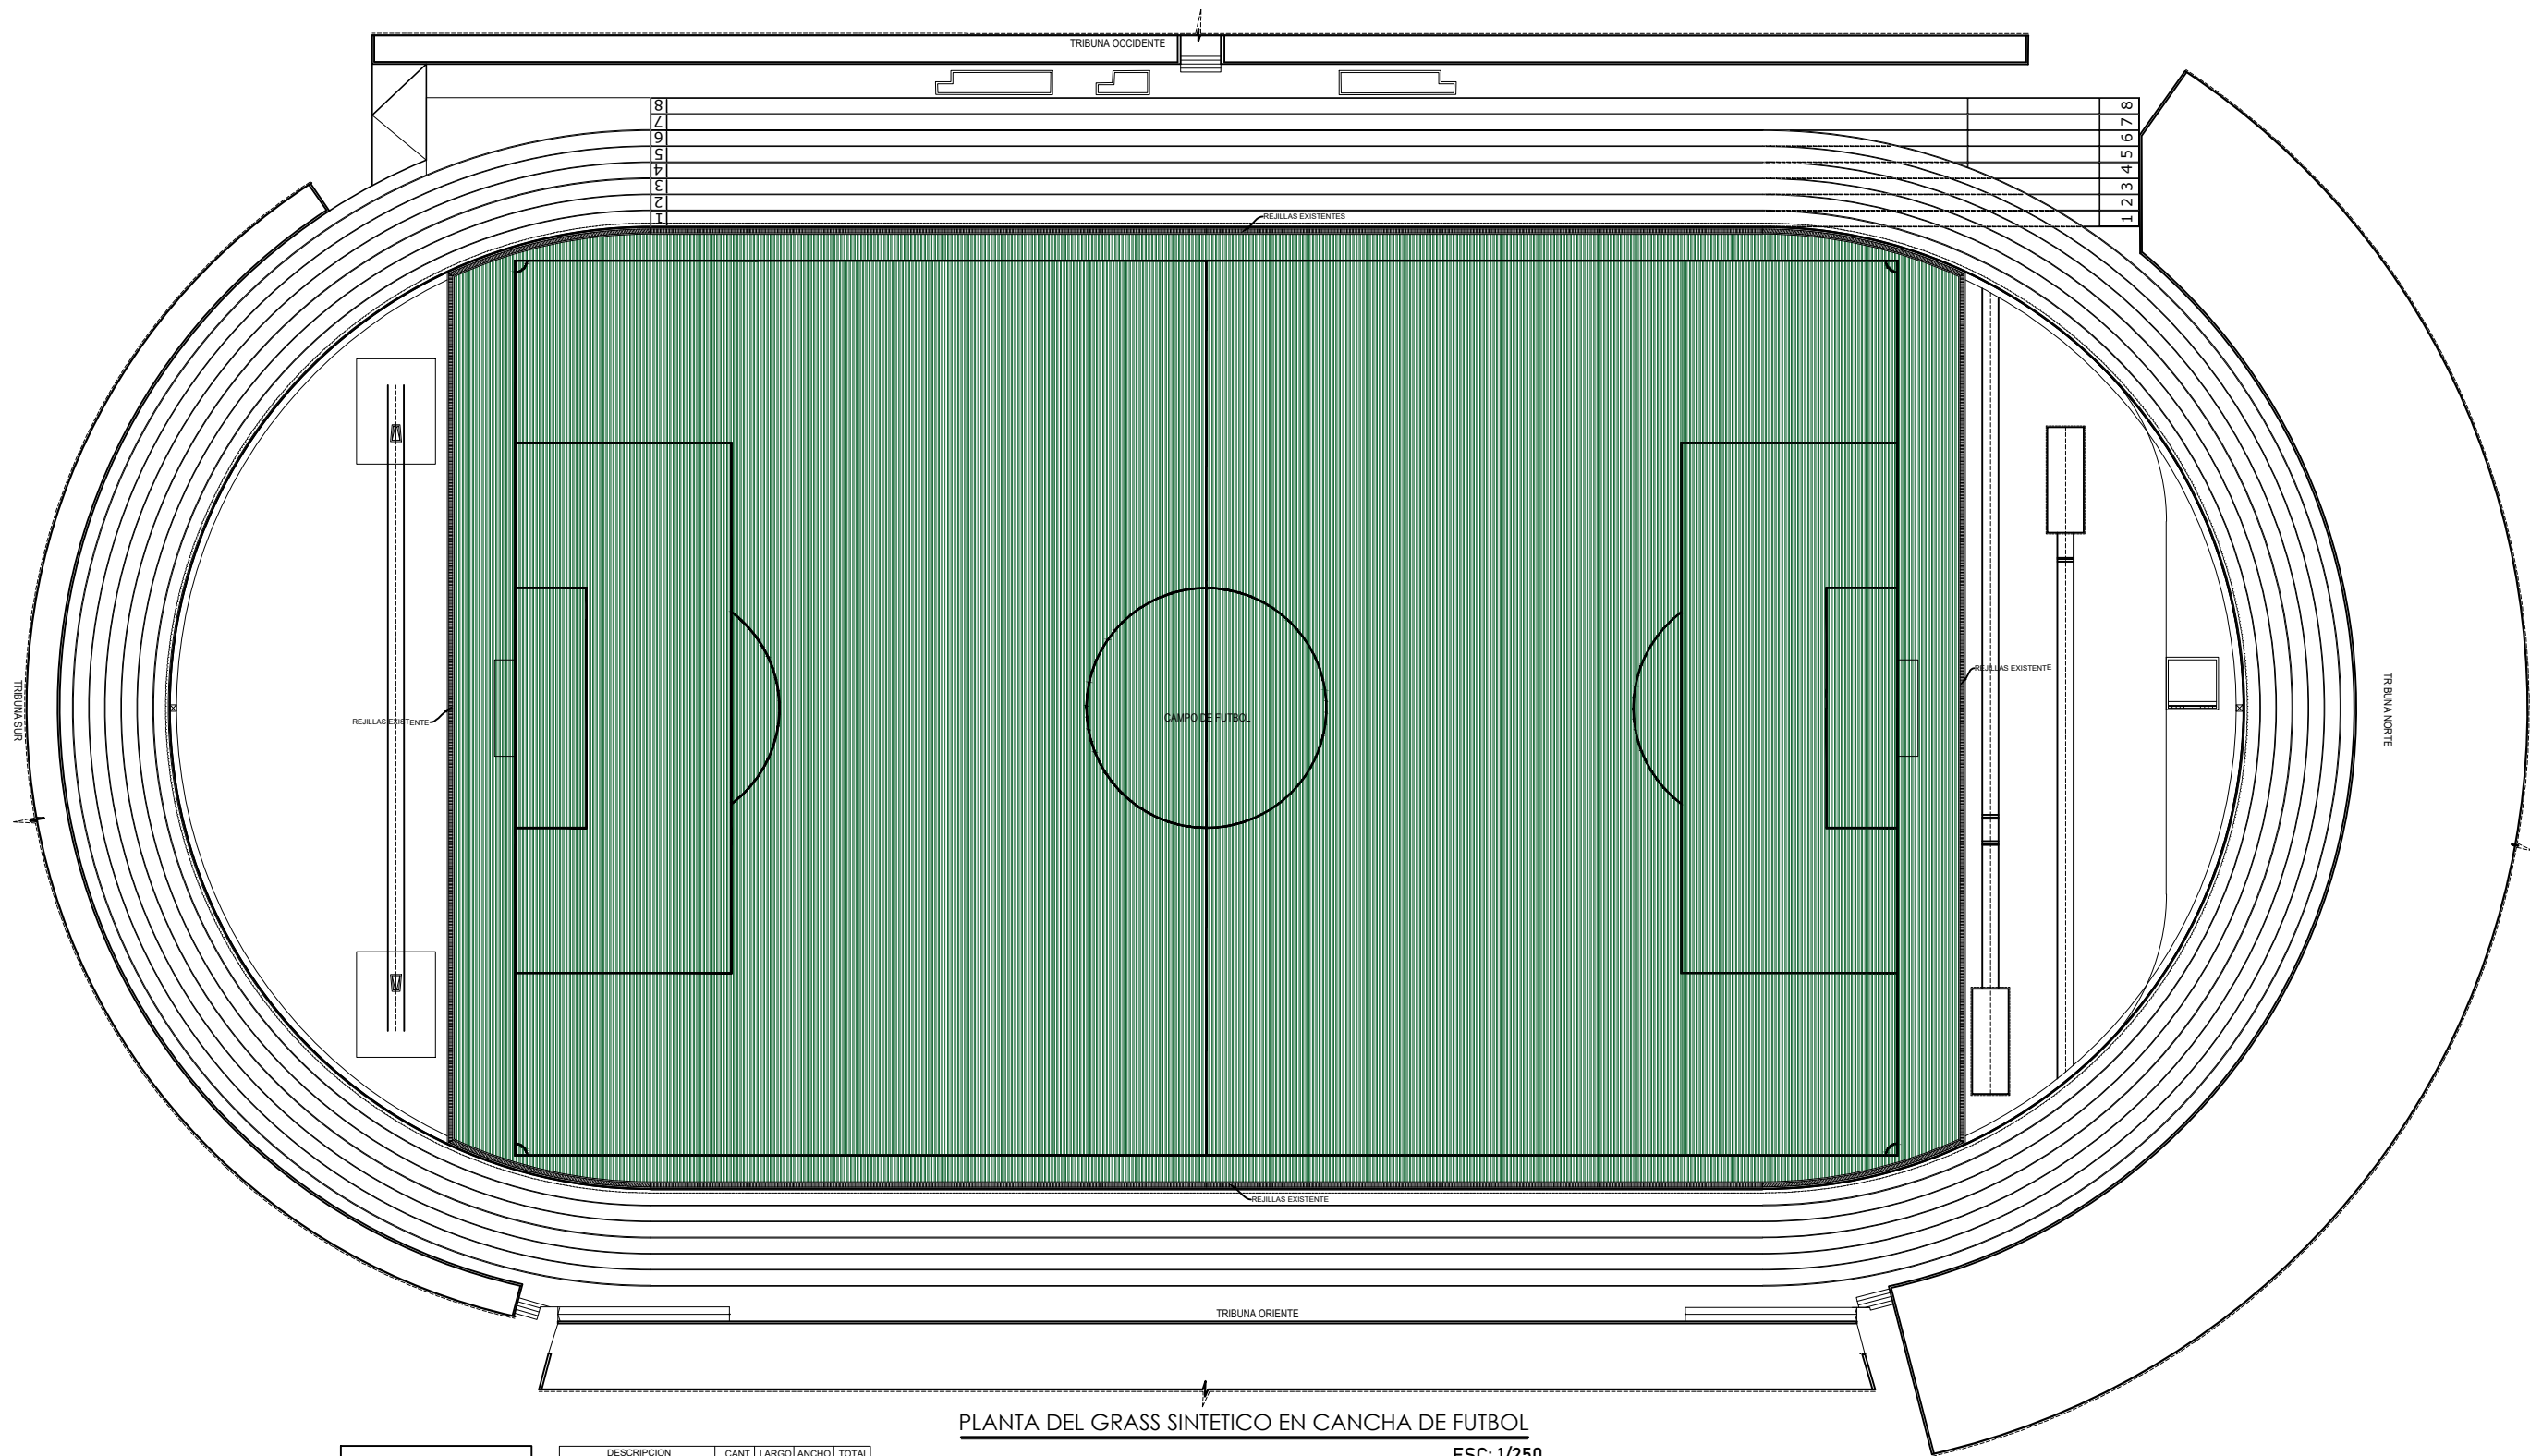 TRIBUNA OCCIDENTE
8
7
6
5
4
3
2
1
8
7
6
5
4
3
2
1
REJILLAS EXISTENTES
REJILLAS EXISTENTE
TRIBUNA SUR
REJILLAS EXISTENTE
CAMPO DE FUTBOL
TRIBUNA NORTE
REJILLAS EXISTENTE
TRIBUNA ORIENTE
PLANTA DEL GRASS SINTETICO EN CANCHA DE FUTBOL
ESC: 1/250
DESCRIPCION CANT LARGO ANCHO TOTAL